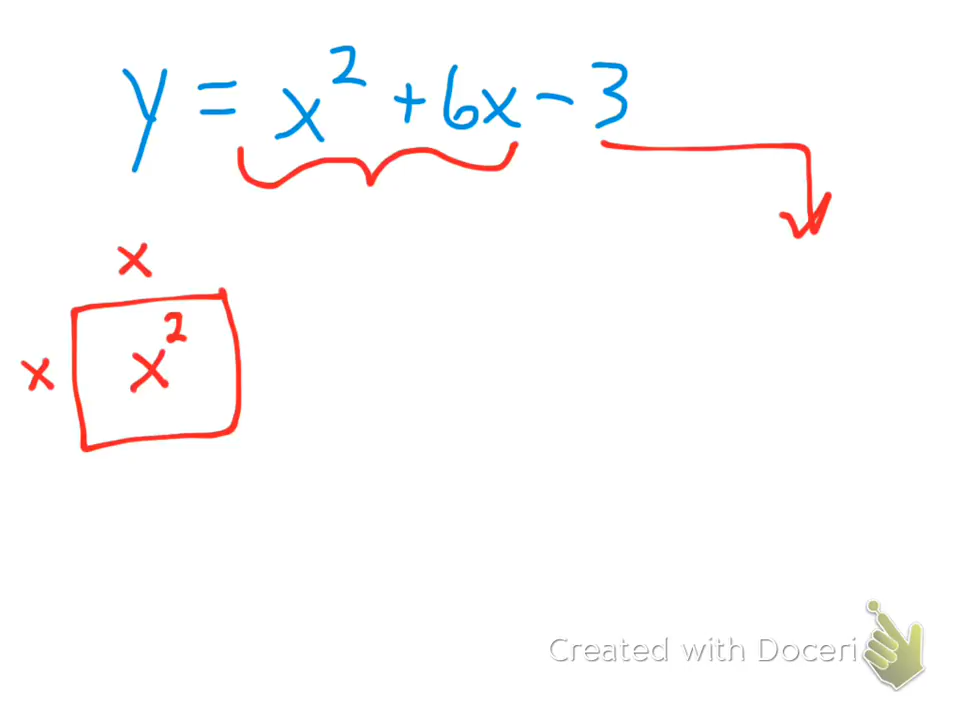 y = x² + 6x - 3
x
x x²
Created with Doceri